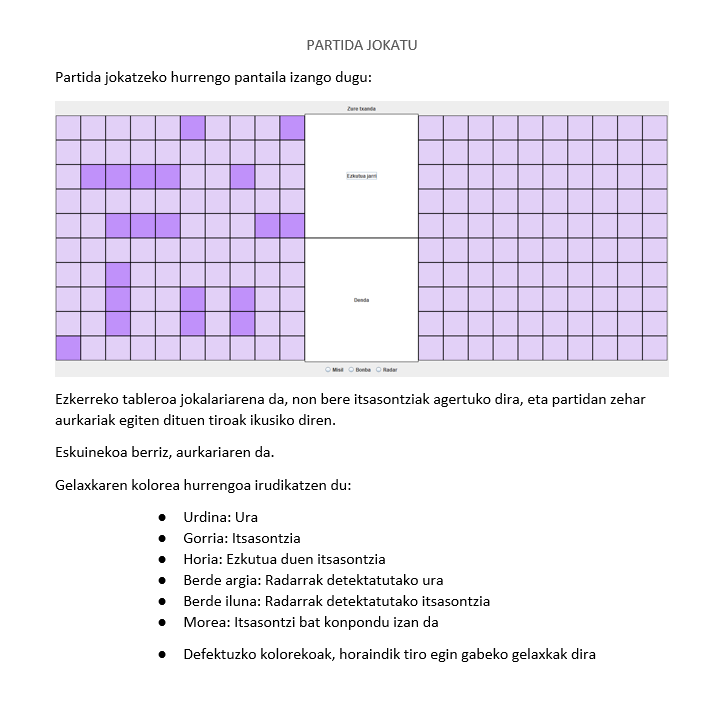 PARTIDA JOKATU
Partida jokatzeko hurrengo pantaila izango dugu:
Zure txanda
Ezkutua jarri
Denda
Misil Bonba Radar
Ezkerreko tableroa jokalariarena da, non bere itsasontziak agertuko dira, eta partidan zehar
aurkariak egiten dituen tiroak ikusiko diren.
Eskuinekoa berriz, aurkariaren da.
Gelaxkaren kolorea hurrengoa irudikatzen du:
● Urdina: Ura
● Gorria: Itsasontzia
● Horia: Ezkutua duen itsasontzia
● Berde argia: Radarrak detektatutako ura
● Berde iluna: Radarrak detektatutako itsasontzia
● Morea: Itsasontzi bat konpondu izan da
● Defektuzko kolorekoak, horaindik tiro egin gabeko gelaxkak dira